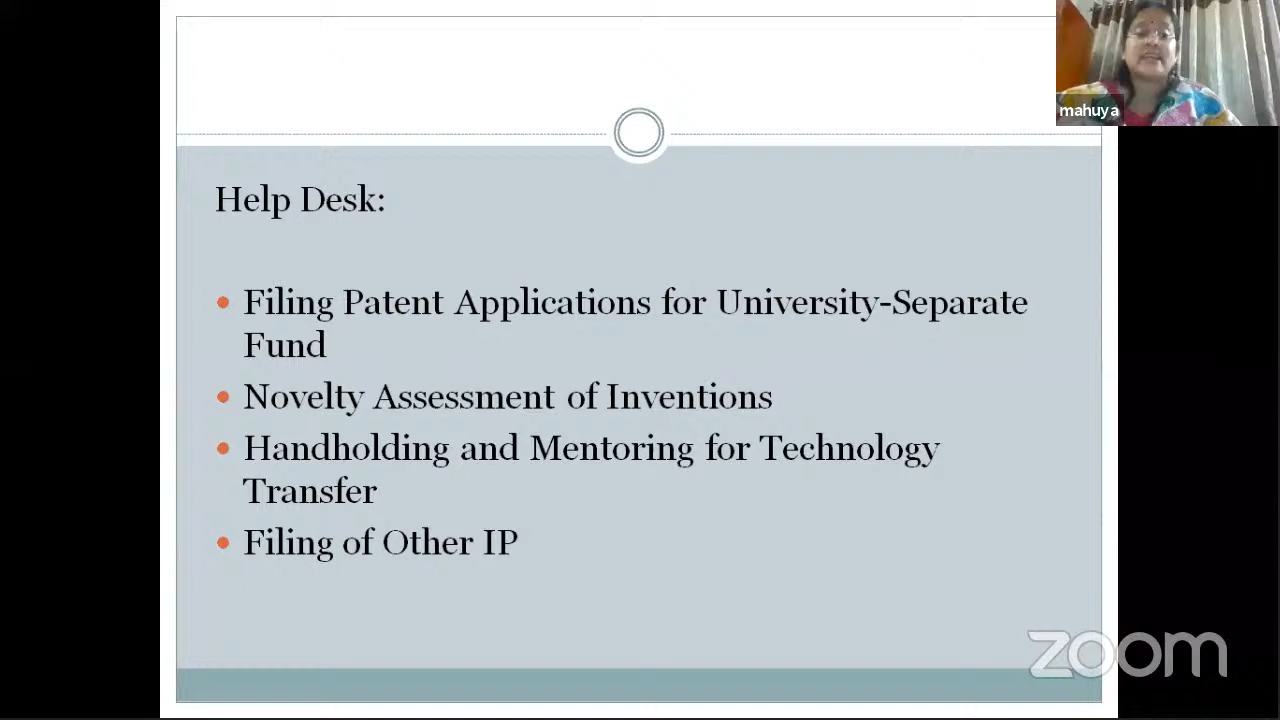 mahuya
Help Desk:
• Filing Patent Applications for University-Separate
Fund
• Novelty Assessment of Inventions
• Handholding and Mentoring for Technology
Transfer
• Filing of Other IP
zoom